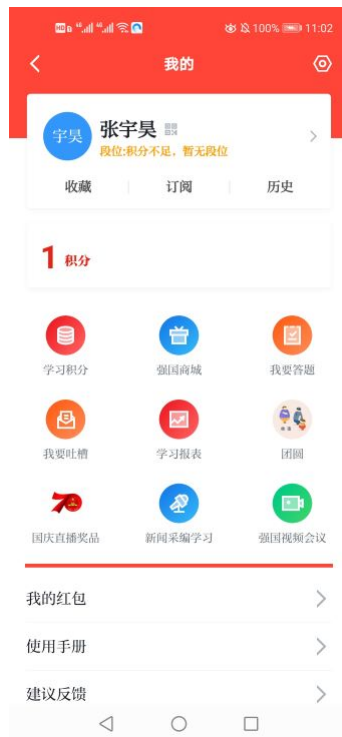 HD B 4G 4G 100% 11:02
我的
宇昊 张宇昊
段位:积分不足，暂无段位
收藏 订阅 历史
1 积分
学习积分 强国商城 我要答题
我要吐槽 学习报表 团圆
70
国庆直播奖品 新闻采编学习 强国视频会议
我的红包
使用手册
建议反馈